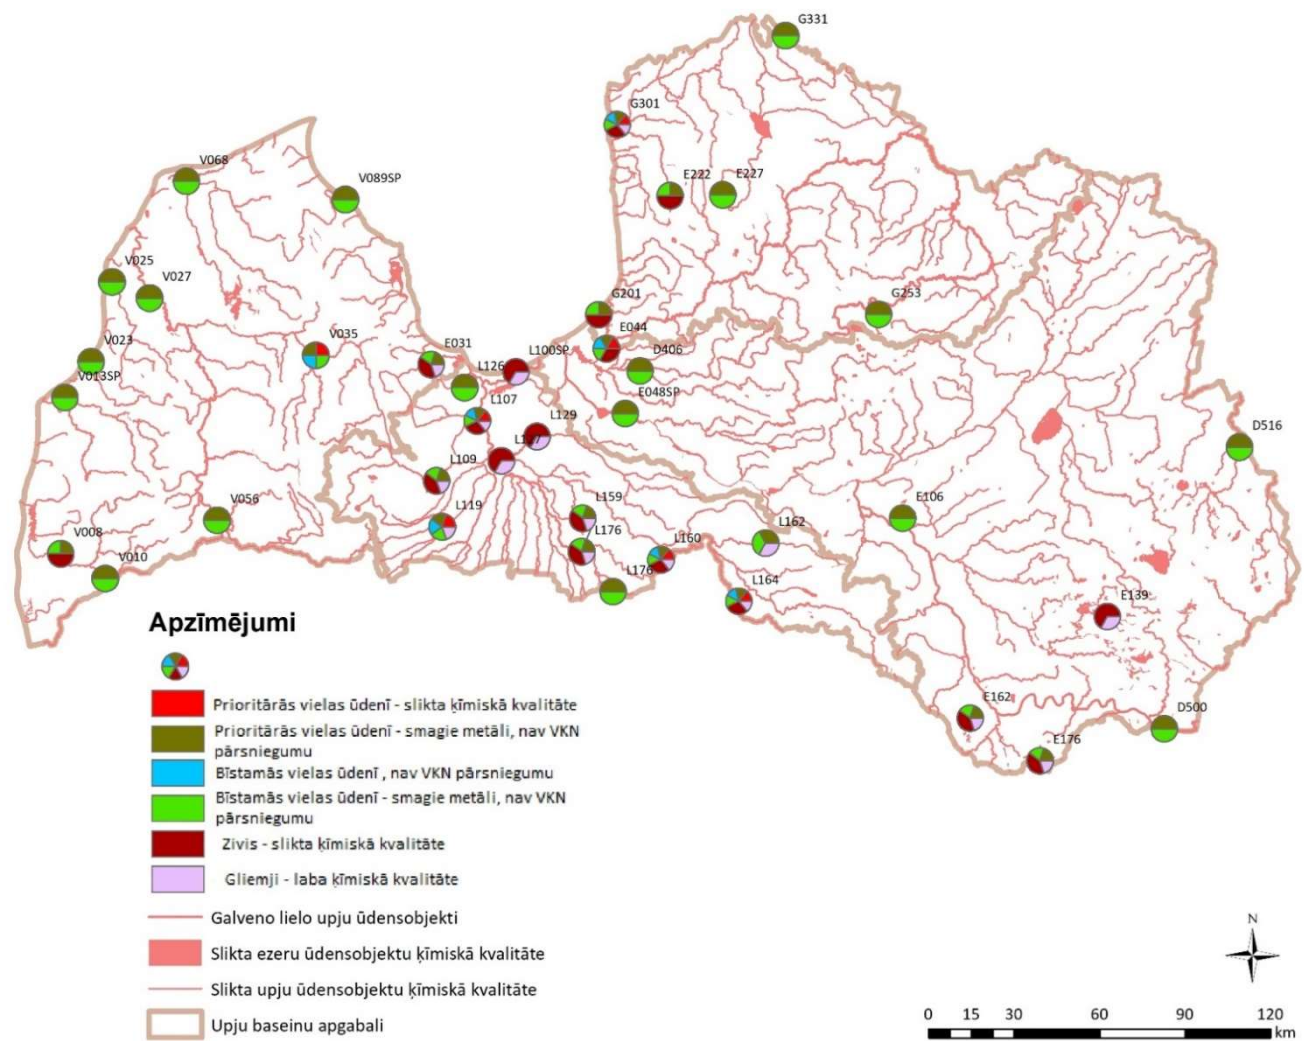 G331
G301
V068
E222
E227
V089SP
V025
V027
G201
G253
E044
V023
V035
E031
L100SP
D406
V013SP
L126
E048SP
L107
L129
D516
L109
L159
E106
V056
L119
L176
L162
V008
L160
V010
L176
L164
E139
E162
D500
E176
Apzīmējumi
Prioritārās vielas ūdenī - slikta ķīmiskā kvalitāte
Prioritārās vielas ūdenī - smagie metāli, nav VKN
pārsniegumu
Bīstamās vielas ūdenī , nav VKN pārsniegumu
Bīstamās vielas ūdenī - smagie metāli, nav VKN
pārsniegumu
Zivis - slikta ķīmiskā kvalitāte
Gliemji - laba ķīmiskā kvalitāte
Galveno lielo upju ūdensobjekti
Slikta ezeru ūdensobjektu ķīmiskā kvalitāte
Slikta upju ūdensobjektu ķīmiskā kvalitāte
Upju baseinu apgabali
N
0 15 30 60 90 120
km